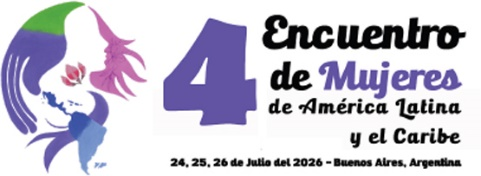 4 Encuentro
de Mujeres
de América Latina
y el Caribe
24, 25, 26 de Julio del 2026 - Buenos Aires, Argentina